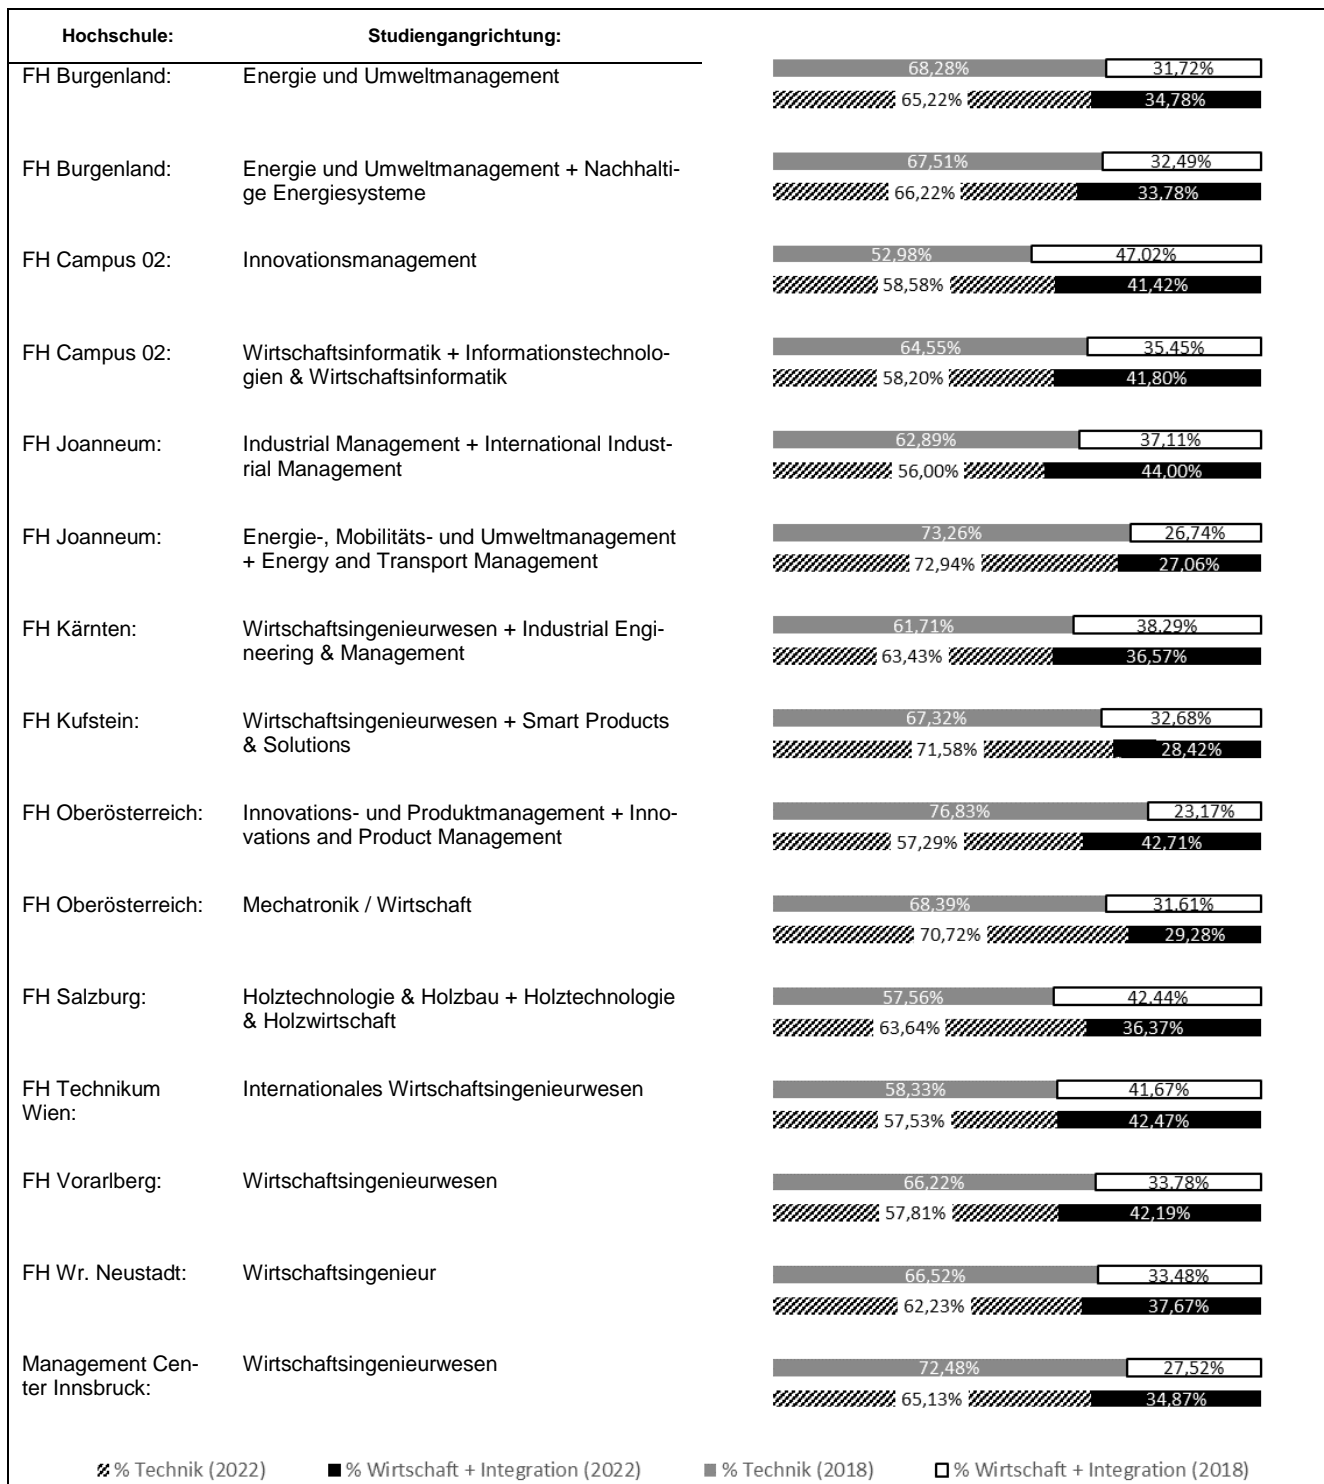 Hochschule: Studiengangrichtung:
FH Burgenland: Energie und Umweltmanagement 68,28% 31,72%
65,22% 34,78%
FH Burgenland: Energie und Umweltmanagement + Nachhalti- 67,51% 32,49%
ge Energiesysteme 66,22% 33,78%
FH Campus 02: Innovationsmanagement 52,98% 47,02%
58,58% 41,42%
FH Campus 02: Wirtschaftsinformatik + Informationstechnolo- 64,55% 35,45%
gien & Wirtschaftsinformatik 58,20% 41,80%
FH Joanneum: Industrial Management + International Indust- 62,89% 37,11%
rial Management 56,00% 44,00%
FH Joanneum: Energie-, Mobilitäts- und Umweltmanagement 73,26% 26,74%
+ Energy and Transport Management 72,94% 27,06%
FH Kärnten: Wirtschaftsingenieurwesen + Industrial Engi- 61,71% 38,29%
neering & Management 63,43% 36,57%
FH Kufstein: Wirtschaftsingenieurwesen + Smart Products 67,32% 32,68%
& Solutions 71,58% 28,42%
FH Oberösterreich: Innovations- und Produktmanagement + Inno- 76,83% 23,17%
vations and Product Management 57,29% 42,71%
FH Oberösterreich: Mechatronik / Wirtschaft 68,39% 31,61%
70,72% 29,28%
FH Salzburg: Holztechnologie & Holzbau + Holztechnologie 57,56% 42,44%
& Holzwirtschaft 63,64% 36,37%
FH Technikum Internationales Wirtschaftsingenieurwesen 58,33% 41,67%
Wien: 57,53% 42,47%
FH Vorarlberg: Wirtschaftsingenieurwesen 66,22% 33,78%
57,81% 42,19%
FH Wr. Neustadt: Wirtschaftsingenieur 66,52% 33,48%
62,23% 37,67%
Management Cen- Wirtschaftsingenieurwesen 72,48% 27,52%
ter Innsbruck: 65,13% 34,87%
% Technik (2022) % Wirtschaft + Integration (2022) % Technik (2018) % Wirtschaft + Integration (2018)